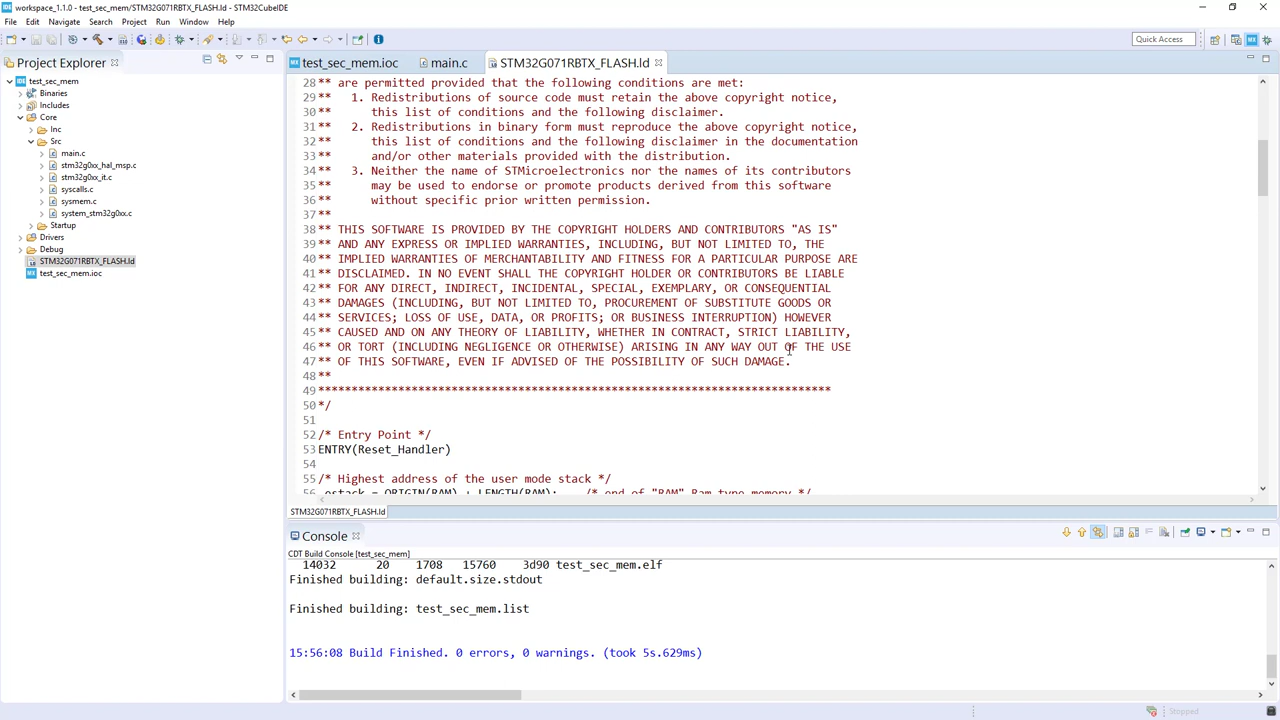 workspace_1.1.0 - test_sec_mem/STM32G071RBTX_FLASH.ld - STM32CubeIDE
File Edit Navigate Search Project Run Window Help
Quick Access
Project Explorer
test_sec_mem
Binaries
Includes
Core
Inc
Src
main.c
stm32g0xx_hal_msp.c
stm32g0xx_it.c
syscalls.c
sysmem.c
system_stm32g0xx.c
Startup
Drivers
Debug
STM32G071RBTX_FLASH.ld
test_sec_mem.ioc
test_sec_mem.ioc main.c STM32G071RBTX_FLASH.ld
28 ** are permitted provided that the following conditions are met:
29 ** 1. Redistributions of source code must retain the above copyright notice,
30 ** this list of conditions and the following disclaimer.
31 ** 2. Redistributions in binary form must reproduce the above copyright notice,
32 ** this list of conditions and the following disclaimer in the documentation
33 ** and/or other materials provided with the distribution.
34 ** 3. Neither the name of STMicroelectronics nor the names of its contributors
35 ** may be used to endorse or promote products derived from this software
36 ** without specific prior written permission.
37 **
38 ** THIS SOFTWARE IS PROVIDED BY THE COPYRIGHT HOLDERS AND CONTRIBUTORS "AS IS"
39 ** AND ANY EXPRESS OR IMPLIED WARRANTIES, INCLUDING, BUT NOT LIMITED TO, THE
40 ** IMPLIED WARRANTIES OF MERCHANTABILITY AND FITNESS FOR A PARTICULAR PURPOSE ARE
41 ** DISCLAIMED. IN NO EVENT SHALL THE COPYRIGHT HOLDER OR CONTRIBUTORS BE LIABLE
42 ** FOR ANY DIRECT, INDIRECT, INCIDENTAL, SPECIAL, EXEMPLARY, OR CONSEQUENTIAL
43 ** DAMAGES (INCLUDING, BUT NOT LIMITED TO, PROCUREMENT OF SUBSTITUTE GOODS OR
44 ** SERVICES; LOSS OF USE, DATA, OR PROFITS; OR BUSINESS INTERRUPTION) HOWEVER
45 ** CAUSED AND ON ANY THEORY OF LIABILITY, WHETHER IN CONTRACT, STRICT LIABILITY,
46 ** OR TORT (INCLUDING NEGLIGENCE OR OTHERWISE) ARISING IN ANY WAY OUT OF THE USE
47 ** OF THIS SOFTWARE, EVEN IF ADVISED OF THE POSSIBILITY OF SUCH DAMAGE.
48 **
49 *****************************************************************************
50 */
51
52 /* Entry Point */
53 ENTRY(Reset_Handler)
54
55 /* Highest address of the user mode stack */
56 _estack = ORIGIN(RAM) + LENGTH(RAM); /* end of "RAM" Ram type memory */
STM32G071RBTX_FLASH.ld
Console
CDT Build Console [test_sec_mem]
14032 20 1708 15760 3d90 test_sec_mem.elf
Finished building: default.size.stdout
Finished building: test_sec_mem.list
15:56:08 Build Finished. 0 errors, 0 warnings. (took 5s.629ms)
Stopped